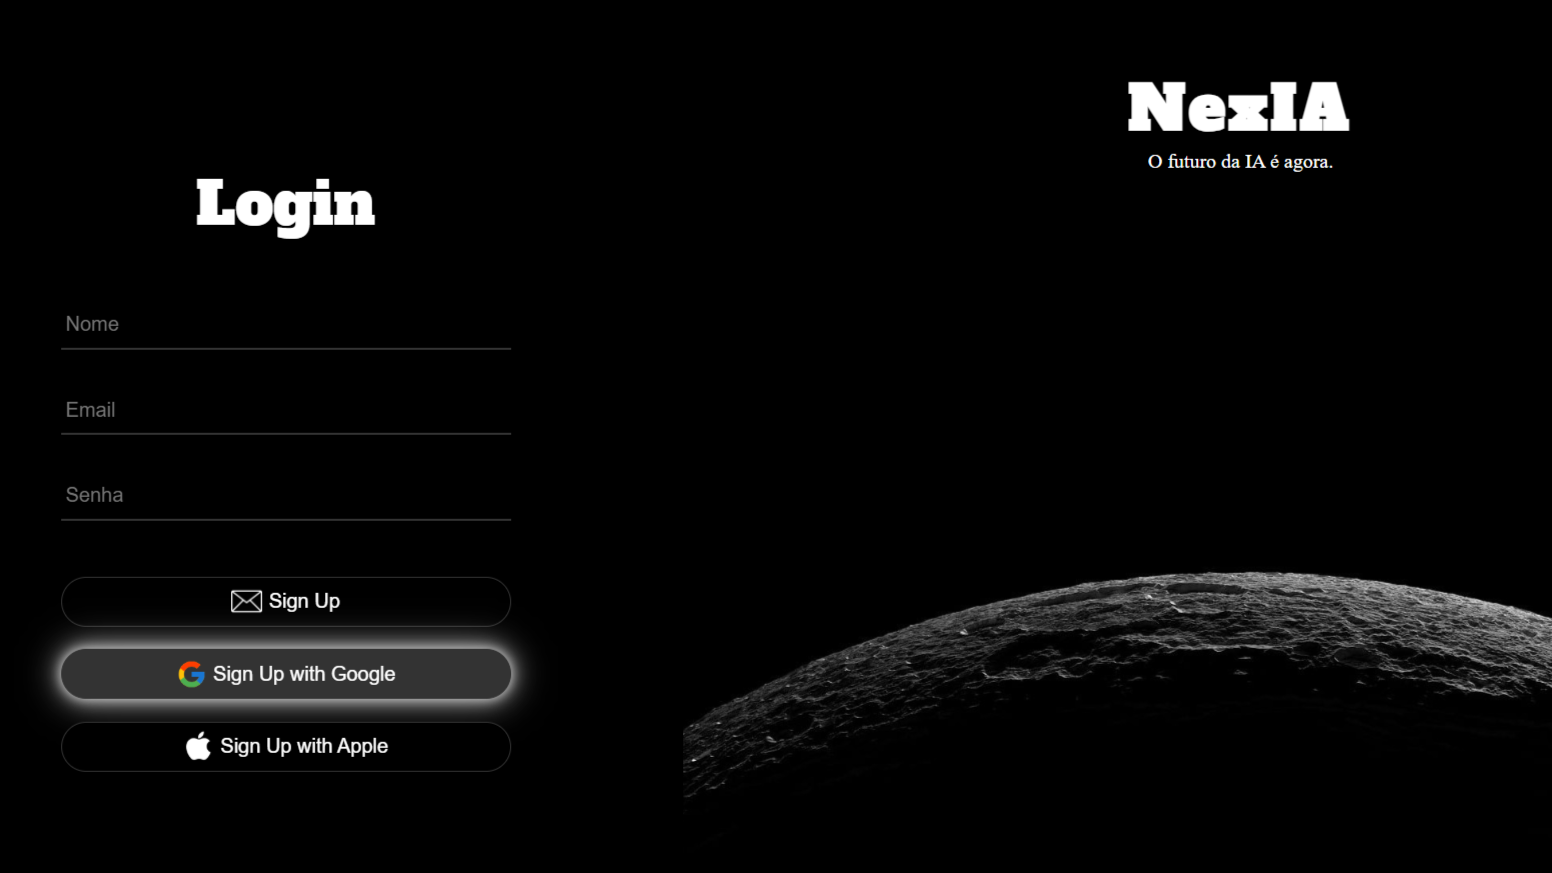 Login
Nome
Email
Senha
Sign Up
Sign Up with Google
Sign Up with Apple
NexIA
O futuro da IA é agora.